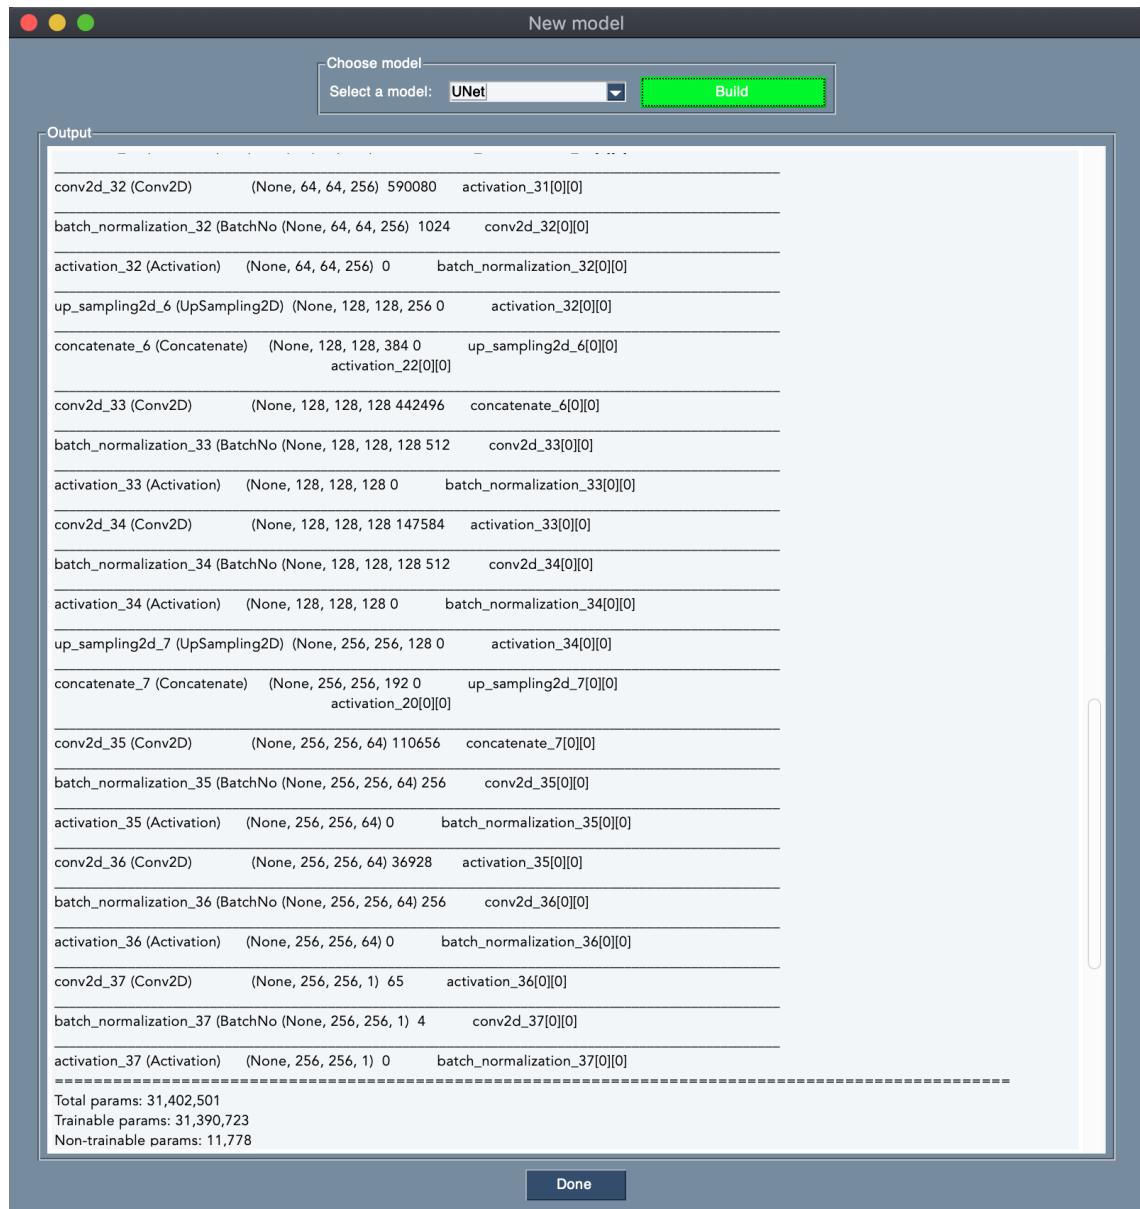 New model
Choose model
Select a model: UNet Build
Output
conv2d_32 (Conv2D) (None, 64, 64, 256) 590080 activation_31[0][0]
batch_normalization_32 (BatchNo (None, 64, 64, 256) 1024 conv2d_32[0][0]
activation_32 (Activation) (None, 64, 64, 256) 0 batch_normalization_32[0][0]
up_sampling2d_6 (UpSampling2D) (None, 128, 128, 256 0 activation_32[0][0]
concatenate_6 (Concatenate) (None, 128, 128, 384 0 up_sampling2d_6[0][0]
activation_22[0][0]
conv2d_33 (Conv2D) (None, 128, 128, 128 442496 concatenate_6[0][0]
batch_normalization_33 (BatchNo (None, 128, 128, 128 512 conv2d_33[0][0]
activation_33 (Activation) (None, 128, 128, 128 0 batch_normalization_33[0][0]
conv2d_34 (Conv2D) (None, 128, 128, 128 147584 activation_33[0][0]
batch_normalization_34 (BatchNo (None, 128, 128, 128 512 conv2d_34[0][0]
activation_34 (Activation) (None, 128, 128, 128 0 batch_normalization_34[0][0]
up_sampling2d_7 (UpSampling2D) (None, 256, 256, 128 0 activation_34[0][0]
concatenate_7 (Concatenate) (None, 256, 256, 192 0 up_sampling2d_7[0][0]
activation_20[0][0]
conv2d_35 (Conv2D) (None, 256, 256, 64) 110656 concatenate_7[0][0]
batch_normalization_35 (BatchNo (None, 256, 256, 64) 256 conv2d_35[0][0]
activation_35 (Activation) (None, 256, 256, 64) 0 batch_normalization_35[0][0]
conv2d_36 (Conv2D) (None, 256, 256, 64) 36928 activation_35[0][0]
batch_normalization_36 (BatchNo (None, 256, 256, 64) 256 conv2d_36[0][0]
activation_36 (Activation) (None, 256, 256, 64) 0 batch_normalization_36[0][0]
conv2d_37 (Conv2D) (None, 256, 256, 1) 65 activation_36[0][0]
batch_normalization_37 (BatchNo (None, 256, 256, 1) 4 conv2d_37[0][0]
activation_37 (Activation) (None, 256, 256, 1) 0 batch_normalization_37[0][0]
Total params: 31,402,501
Trainable params: 31,390,723
Non-trainable params: 11,778
Done